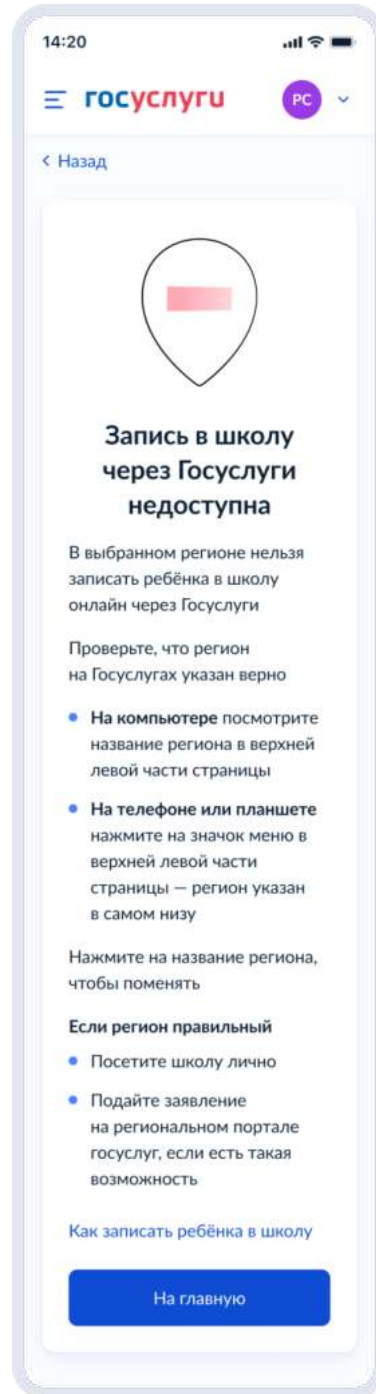 14:20
госуслуги
РС
Назад
Запись в школу
через Госуслуги
недоступна
В выбранном регионе нельзя
записать ребёнка в школу
онлайн через Госуслуги
Проверьте, что регион
на Госуслугах указан верно
На компьютере посмотрите
название региона в верхней
левой части страницы
На телефоне или планшете
нажмите на значок меню в
верхней левой части
страницы — регион указан
в самом низу
Нажмите на название региона,
чтобы поменять
Если регион правильный
Посетите школу лично
Подайте заявление
на региональном портале
госуслуг, если есть такая
возможность
Как записать ребёнка в школу
На главную